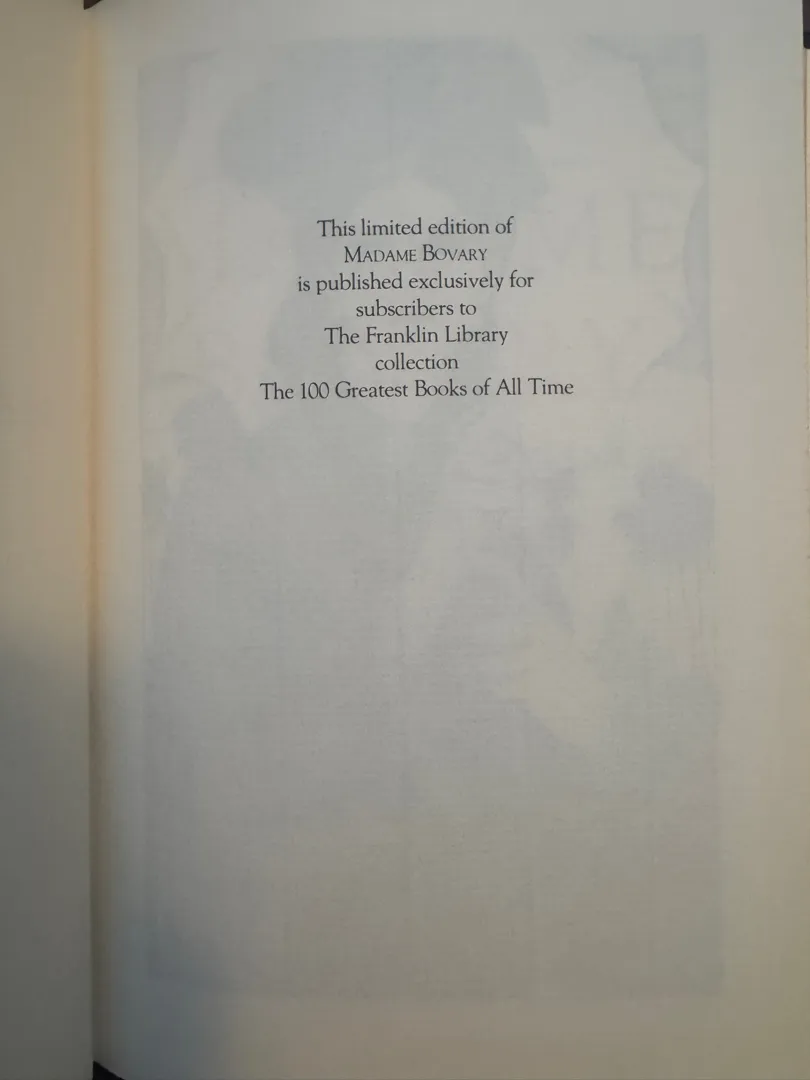 This limited edition of
MADAME BOVARY
is published exclusively for
subscribers to
The Franklin Library
collection
The 100 Greatest Books of All Time